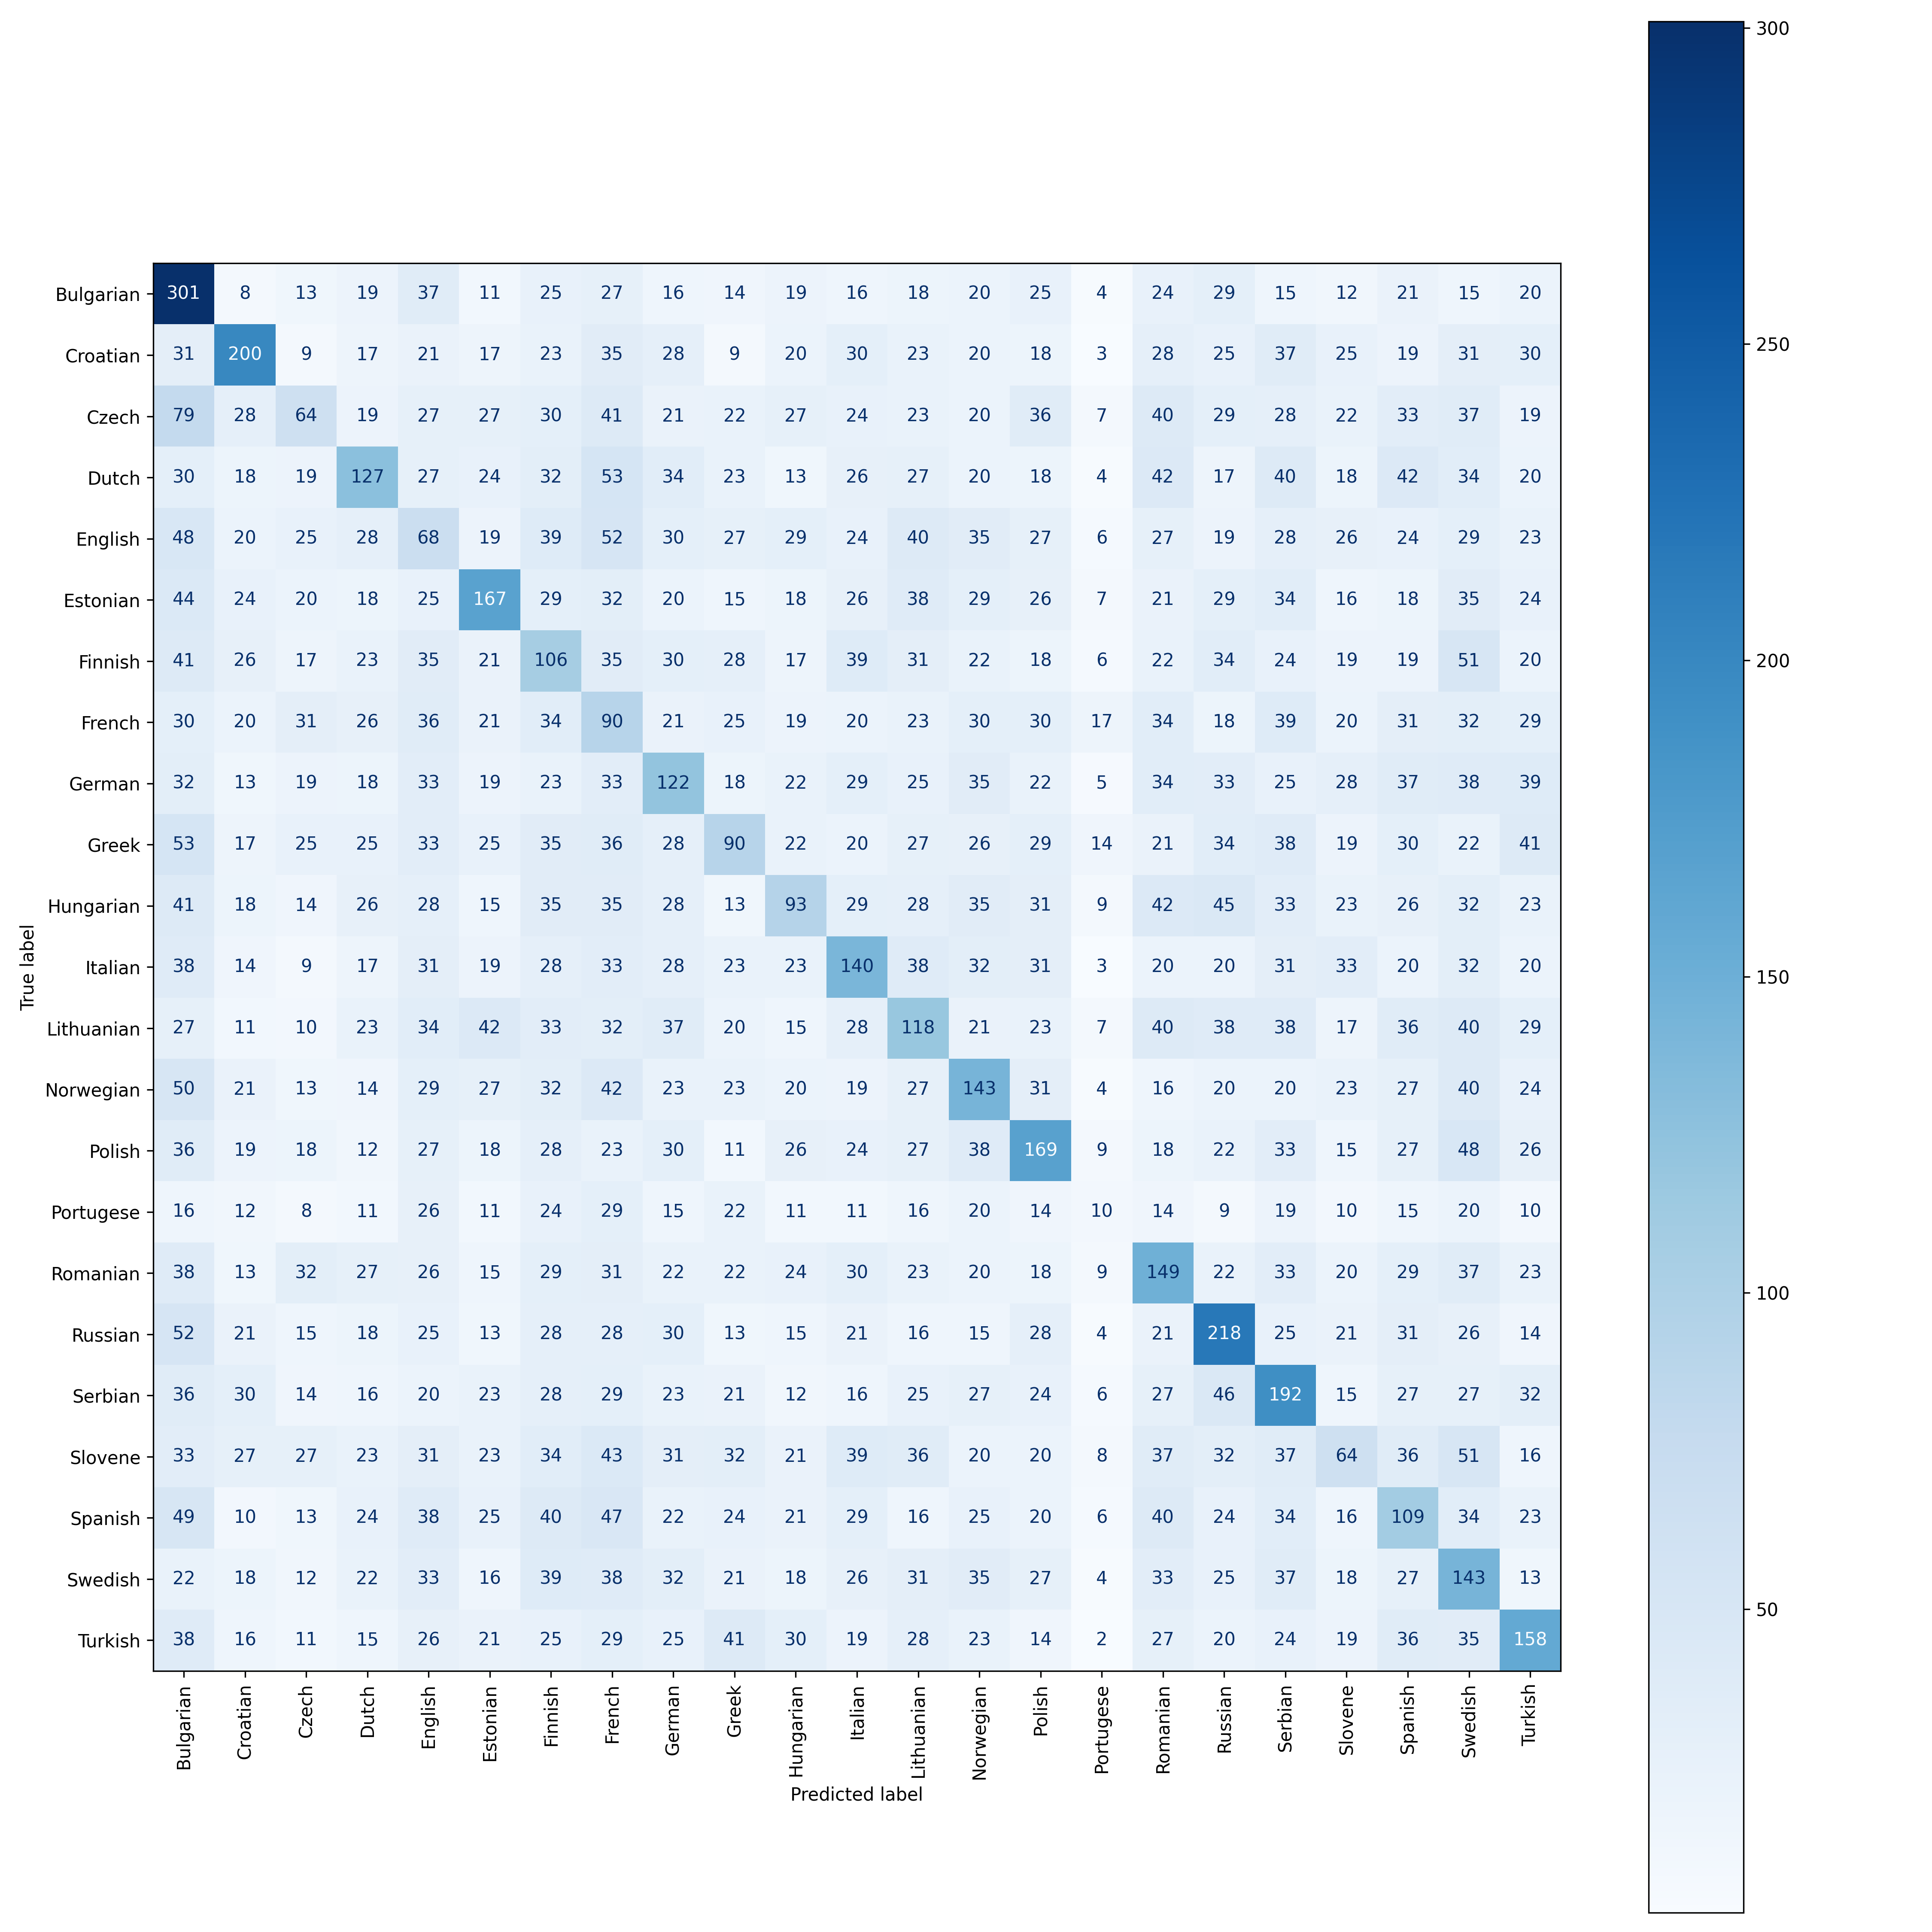 300
250
200
150
100
50
Bulgarian 301 8 13 19 37 11 25 27 16 14 19 16 18 20 25 4 24 29 15 12 21 15 20
Croatian 31 200 9 17 21 17 23 35 28 9 20 30 23 20 18 3 28 25 37 25 19 31 30
Czech 79 28 64 19 27 27 30 41 21 22 27 24 23 20 36 7 40 29 28 22 33 37 19
Dutch 30 18 19 127 27 24 32 53 34 23 13 26 27 20 18 4 42 17 40 18 42 34 20
English 48 20 25 28 68 19 39 52 30 27 29 24 40 35 27 6 27 19 28 26 24 29 23
Estonian 44 24 20 18 25 167 29 32 20 15 18 26 38 29 26 7 21 29 34 16 18 35 24
Finnish 41 26 17 23 35 21 106 35 30 28 17 39 31 22 18 6 22 34 24 19 19 51 20
French 30 20 31 26 36 21 34 90 21 25 19 20 23 30 30 17 34 18 39 20 31 32 29
German 32 13 19 18 33 19 23 33 122 18 22 29 25 35 22 5 34 33 25 28 37 38 39
Greek 53 17 25 25 33 25 35 36 28 90 22 20 27 26 29 14 21 34 38 19 30 22 41
Hungarian 41 18 14 26 28 15 35 35 28 13 93 29 28 35 31 9 42 45 33 23 26 32 23
Italian 38 14 9 17 31 19 28 33 28 23 23 140 38 32 31 3 20 20 31 33 20 32 20
Lithuanian 27 11 10 23 34 42 33 32 37 20 15 28 118 21 23 7 40 38 38 17 36 40 29
Norwegian 50 21 13 14 29 27 32 42 23 23 20 19 27 143 31 4 16 20 20 23 27 40 24
Polish 36 19 18 12 27 18 28 23 30 11 26 24 27 38 169 9 18 22 33 15 27 48 26
Portugese 16 12 8 11 26 11 24 29 15 22 11 11 16 20 14 10 14 9 19 10 15 20 10
Romanian 38 13 32 27 26 15 29 31 22 22 24 30 23 20 18 9 149 22 33 20 29 37 23
Russian 52 21 15 18 25 13 28 28 30 13 15 21 16 15 28 4 21 218 25 21 31 26 14
Serbian 36 30 14 16 20 23 28 29 23 21 12 16 25 27 24 6 27 46 192 15 27 27 32
Slovene 33 27 27 23 31 23 34 43 31 32 21 39 36 20 20 8 37 32 37 64 36 51 16
Spanish 49 10 13 24 38 25 40 47 22 24 21 29 16 25 20 6 40 24 34 16 109 34 23
Swedish 22 18 12 22 33 16 39 38 32 21 18 26 31 35 27 4 33 25 37 18 27 143 13
Turkish 38 16 11 15 26 21 25 29 25 41 30 19 28 23 14 2 27 20 24 19 36 35 158
True label
Bulgarian Croatian Czech Dutch English Estonian Finnish French German Greek Hungarian Italian Lithuanian Norwegian Polish Portugese Romanian Russian Serbian Slovene Spanish Swedish Turkish
Predicted label